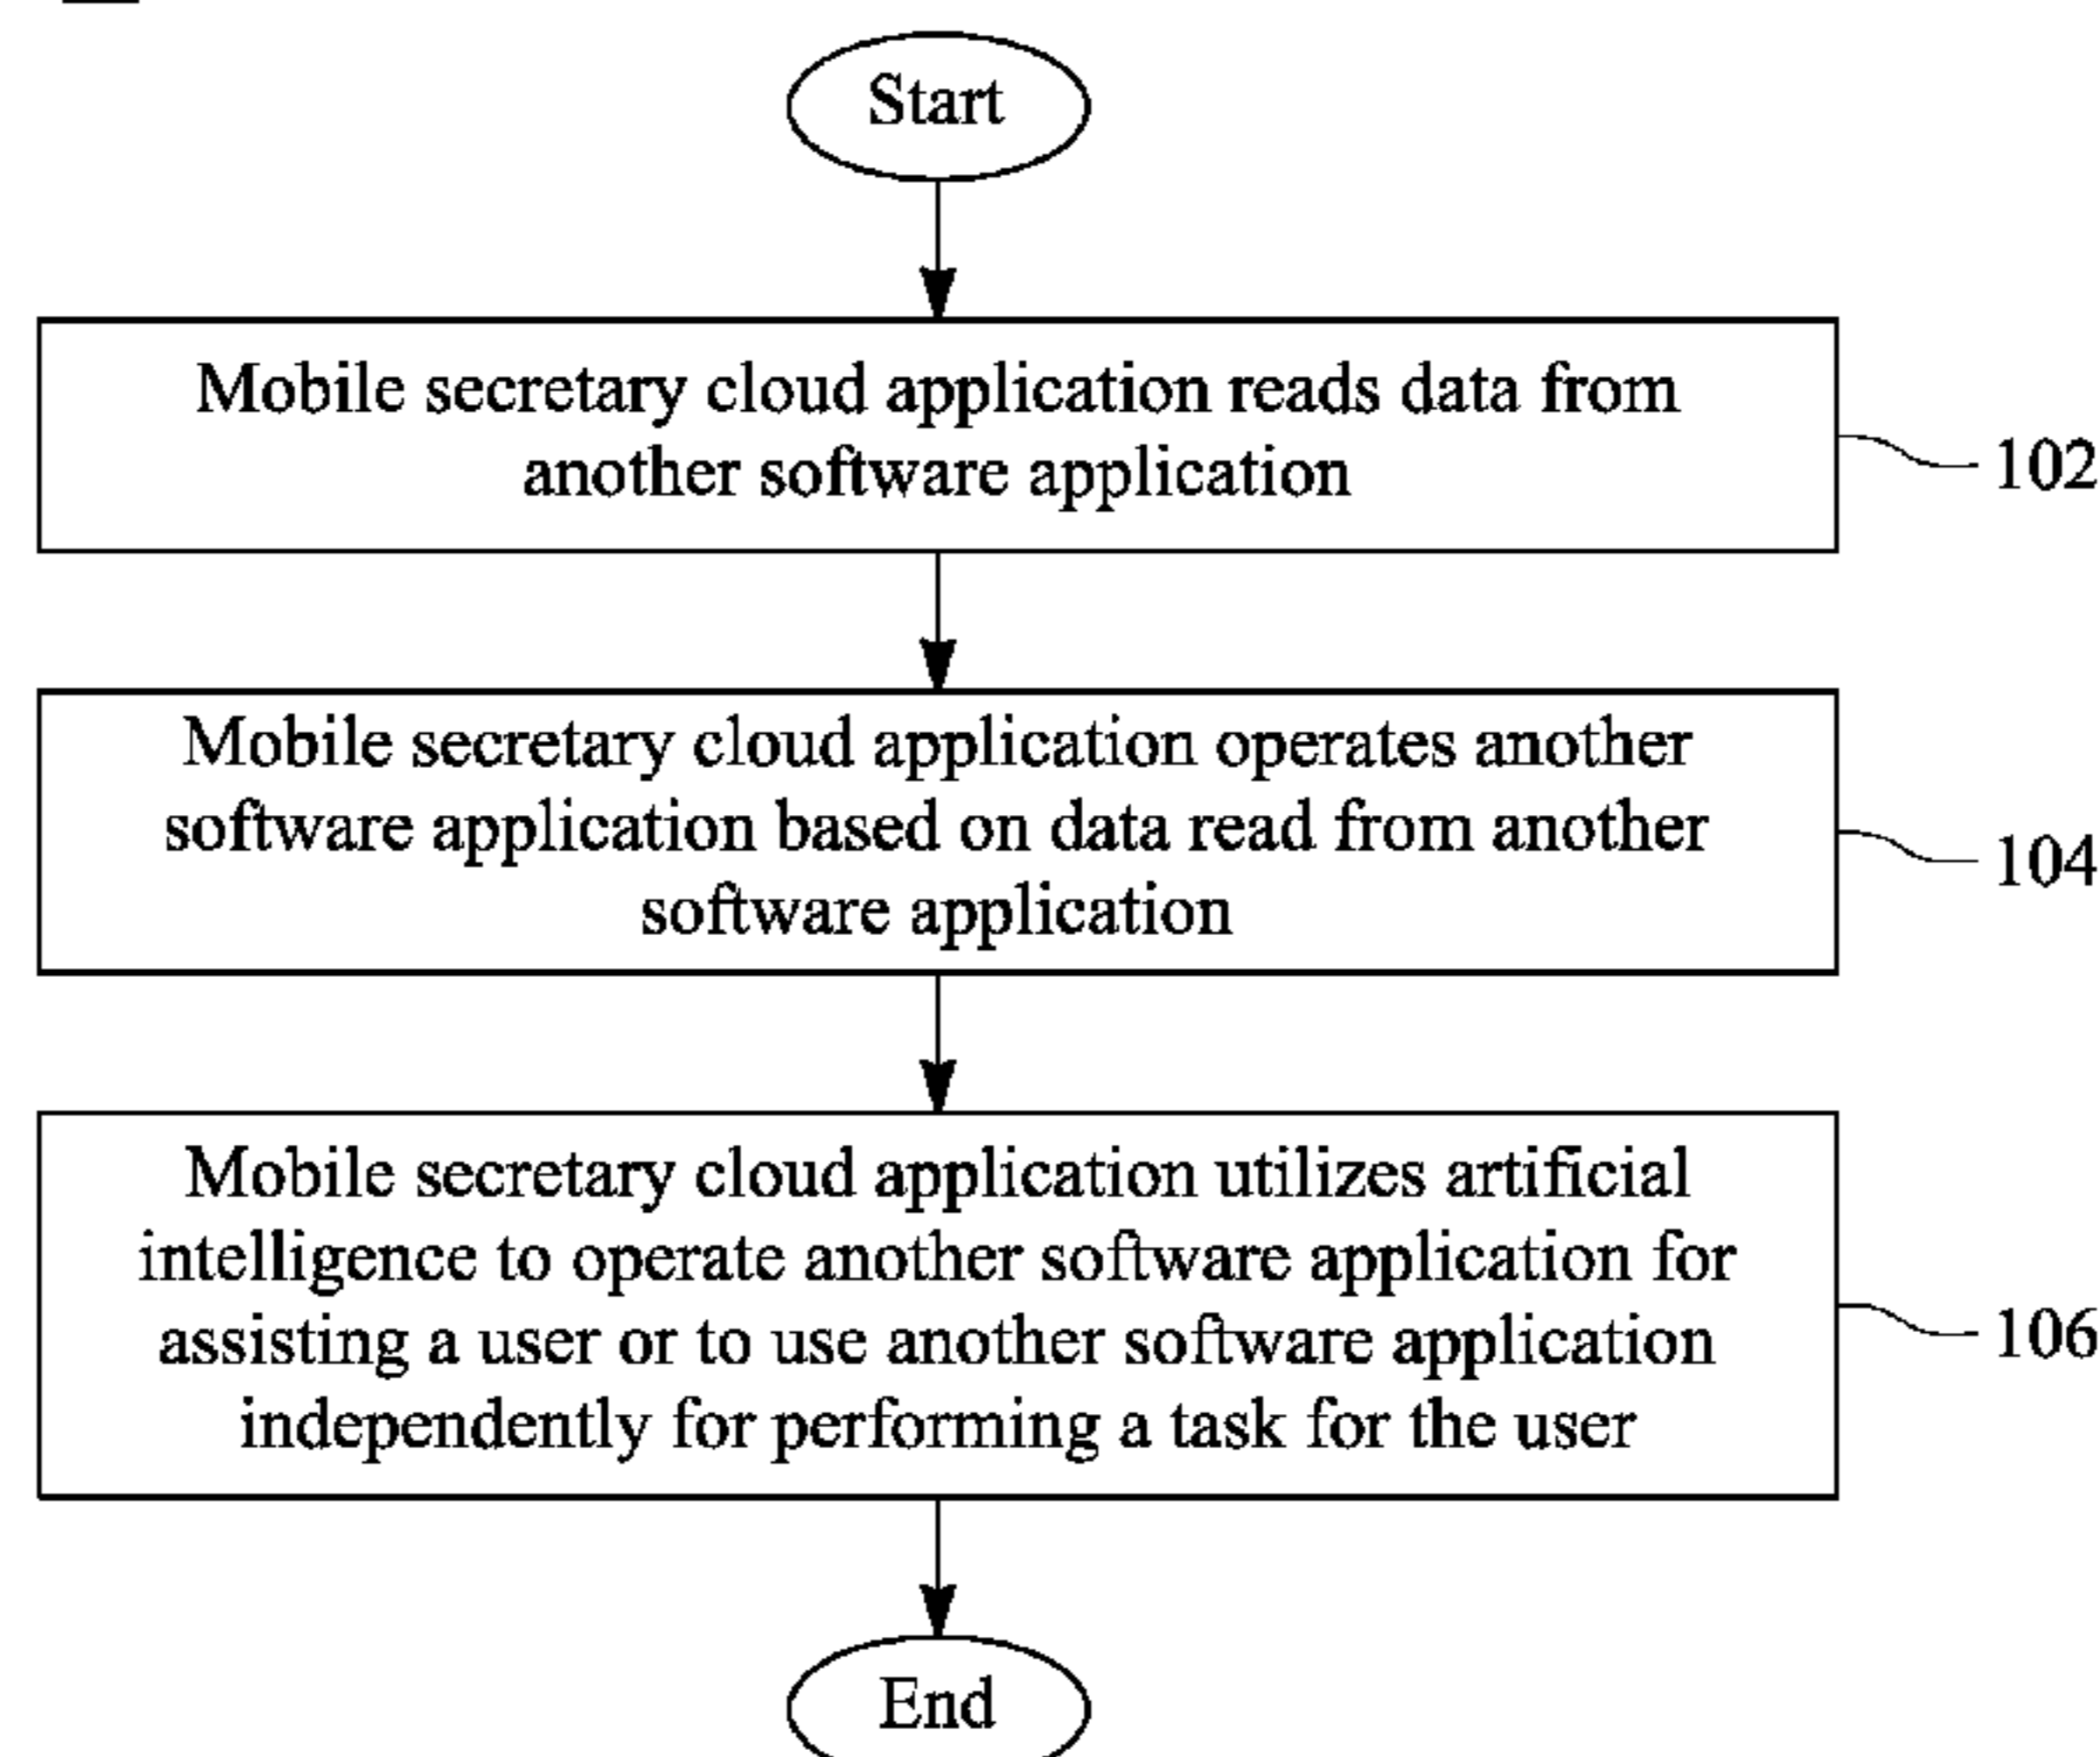 Start
Mobile secretary cloud application reads data from
another software application
102
Mobile secretary cloud application operates another
software application based on data read from another
software application
104
Mobile secretary cloud application utilizes artificial
intelligence to operate another software application for
assisting a user or to use another software application
independently for performing a task for the user
106
End